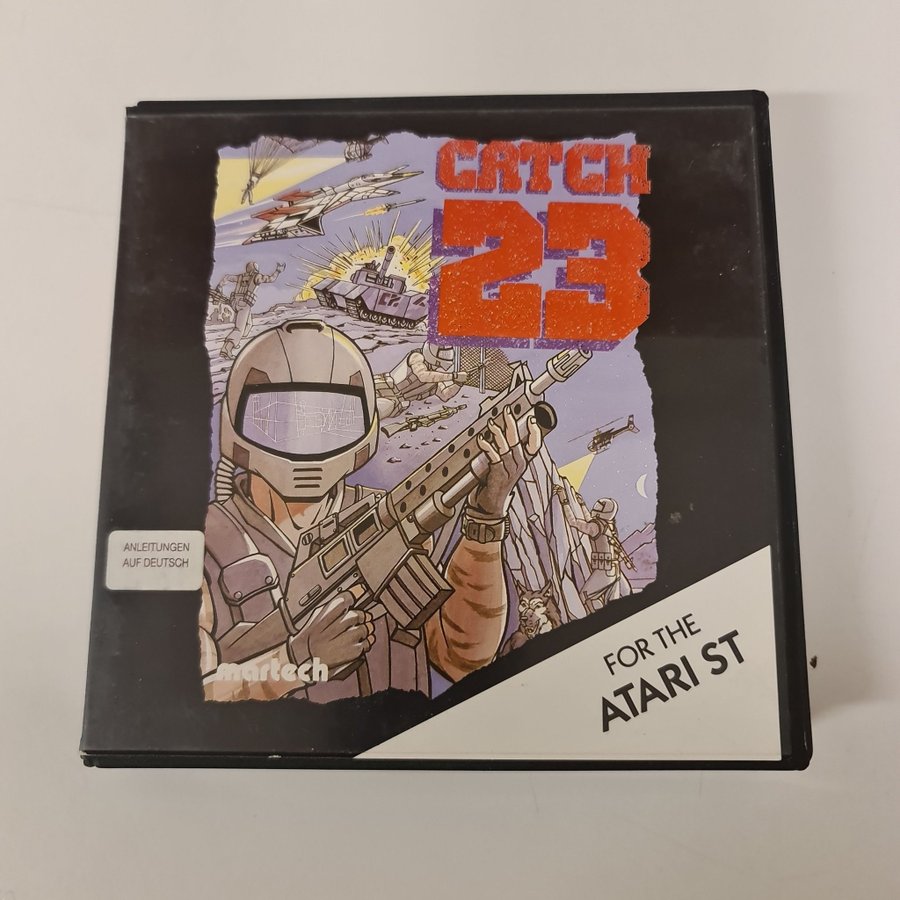 CATCH
23
ANLEITUNGEN
AUF DEUTSCH
martech
FOR THE
ATARI ST